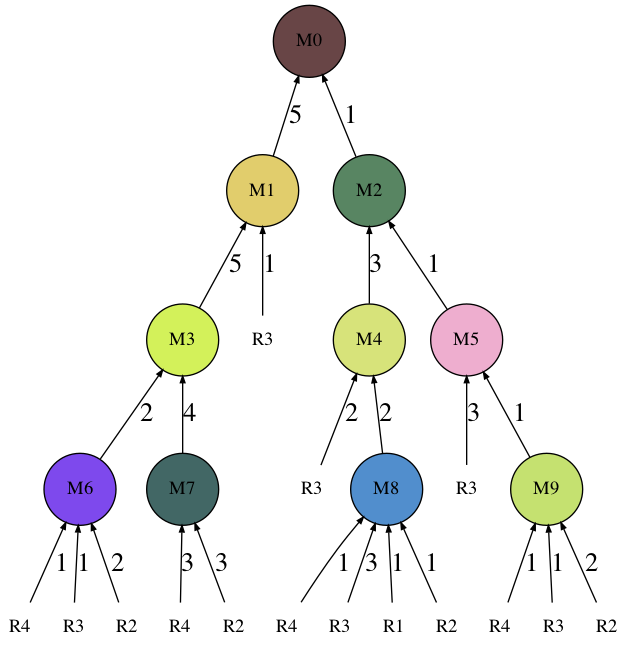 M0
5 1
M1 M2
5 1 3 1
M3 R3 M4 M5
2 4 2 2 3 1
M6 M7 R3 M8 R3 M9
1 1 2 3 3 1 3 1 1 1 1 2
R4 R3 R2 R4 R2 R4 R3 R1 R2 R4 R3 R2